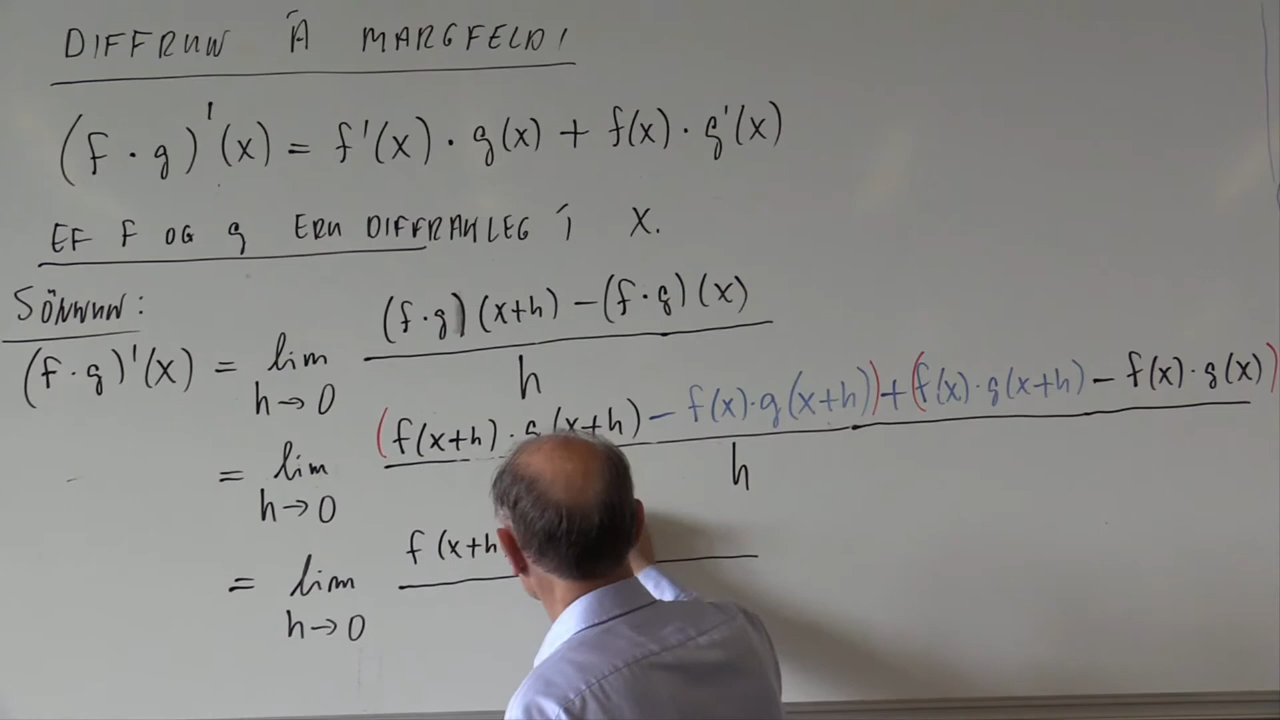 DIFFRUN Á MARGFELDI
(f · g)'(x) = f'(x) · g(x) + f(x) · g'(x)
EF F OG g ERU DIFFRANLEG Í X.
SÖNNUN:
(f · g)'(x) = lim h→0 (f·g)(x+h) − (f·g)(x) / h
= lim h→0 (f(x+h) · g(x+h) − f(x)·g(x+h)) + (f(x)·g(x+h) − f(x)·g(x)) / h
= lim h→0 f(x+h